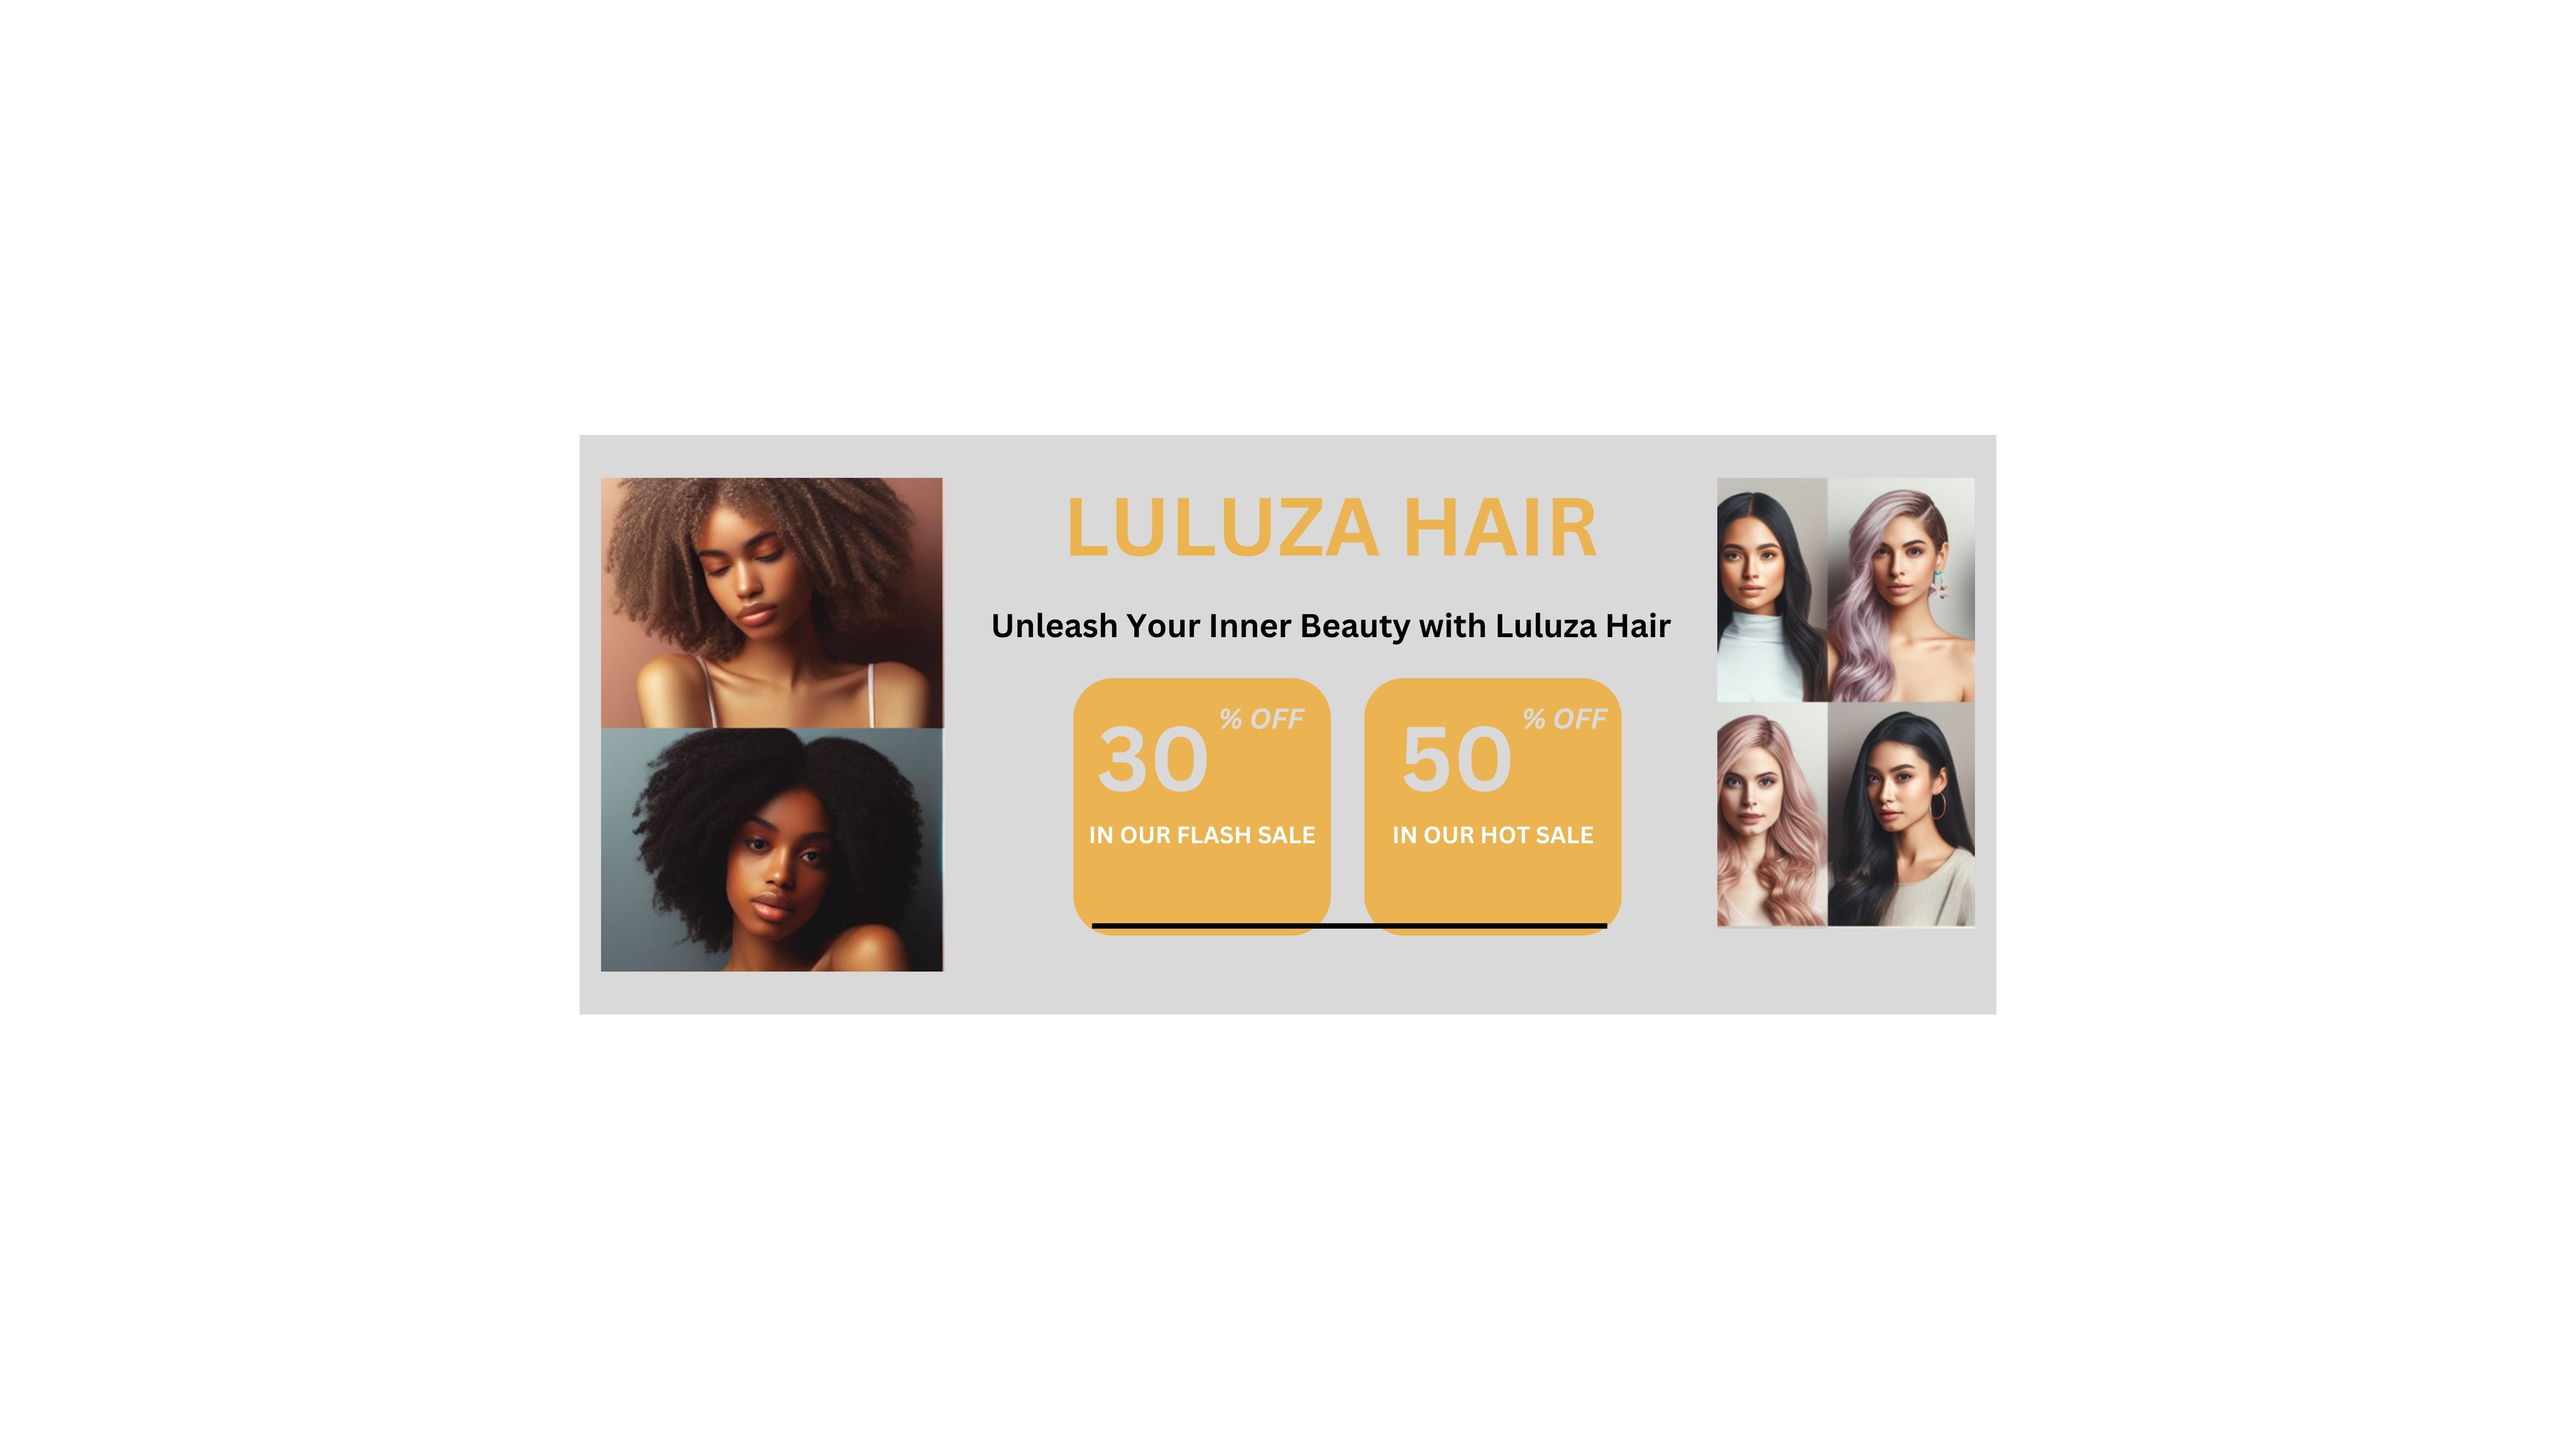 LULUZA HAIR
Unleash Your Inner Beauty with Luluza Hair
30 % OFF
IN OUR FLASH SALE
50 % OFF
IN OUR HOT SALE